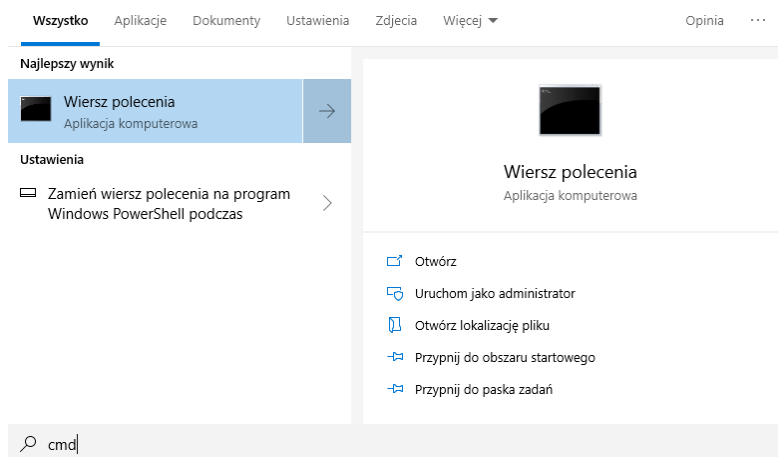 Wszystko Aplikacje Dokumenty Ustawienia Zdjecia Więcej Opinia ...
Najlepszy wynik
Wiersz polecenia
Aplikacja komputerowa
Ustawienia
Zamień wiersz polecenia na program
Windows PowerShell podczas
Wiersz polecenia
Aplikacja komputerowa
Otwórz
Uruchom jako administrator
Otwórz lokalizację pliku
Przypnij do obszaru startowego
Przypnij do paska zadań
cmd